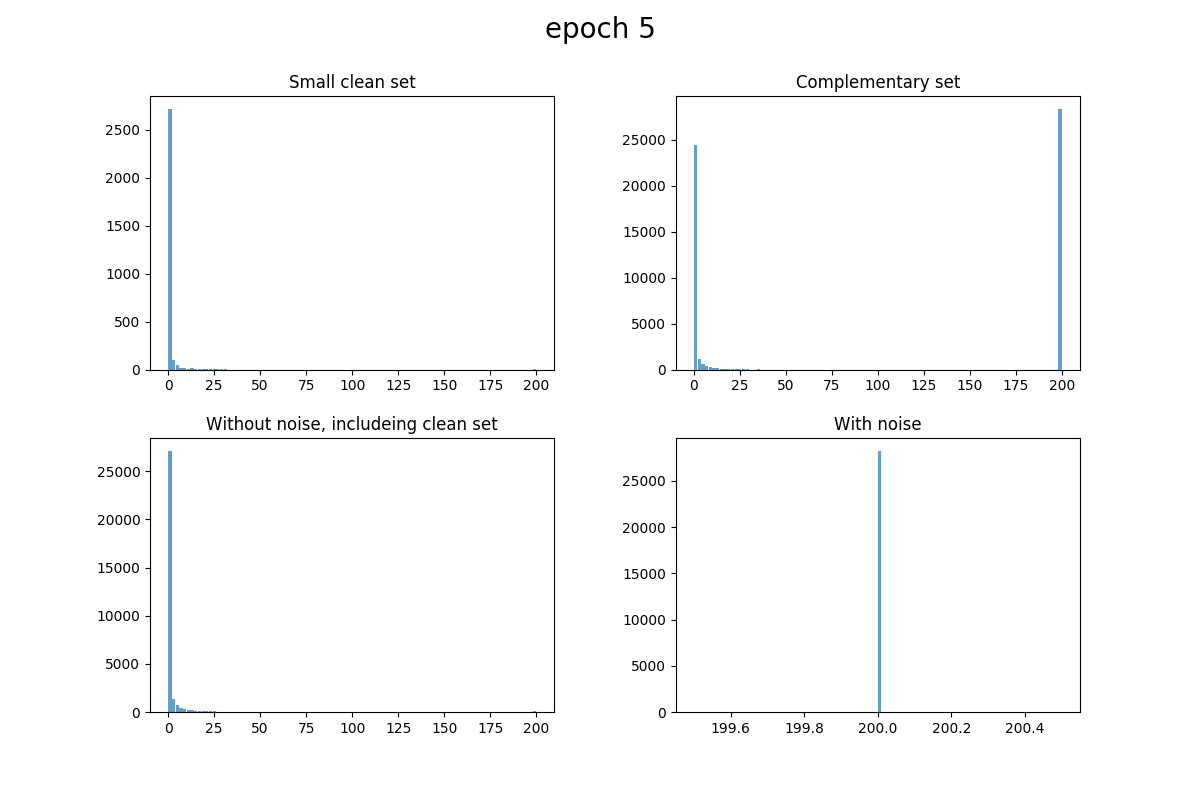 epoch 5
Small clean set
2500
2000
1500
1000
500
0
0 25 50 75 100 125 150 175 200
Complementary set
25000
20000
15000
10000
5000
0
0 25 50 75 100 125 150 175 200
Without noise, includeing clean set
25000
20000
15000
10000
5000
0
0 25 50 75 100 125 150 175 200
With noise
25000
20000
15000
10000
5000
0
199.6 199.8 200.0 200.2 200.4